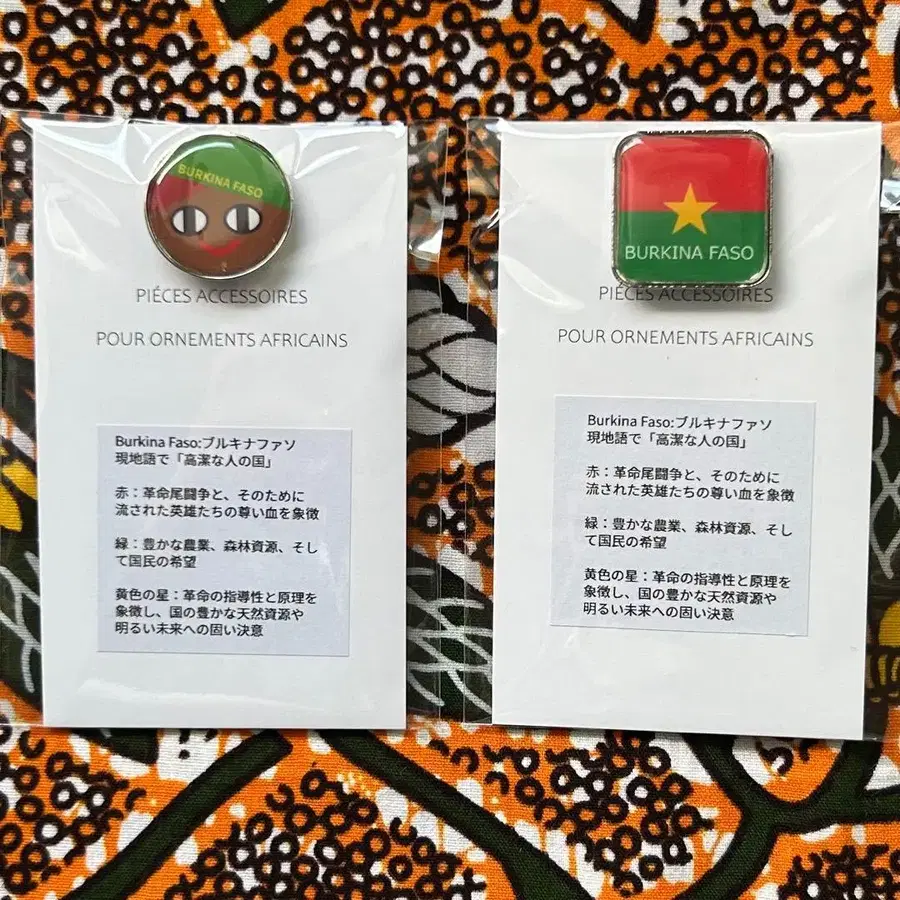 BURKINA FASO
PIÉCES ACCESSOIRES
POUR ORNEMENTS AFRICAINS
Burkina Faso:ブルキナファソ
現地語で「高潔な人の国」
赤：革命尾闘争と、そのために
流された英雄たちの尊い血を象徴
緑：豊かな農業、森林資源、そし
て国民の希望
黄色の星：革命の指導性と原理を
象徴し、国の豊かな天然資源や
明るい未来への固い決意
BURKINA FASO
PIÉCES ACCESSOIRES
POUR ORNEMENTS AFRICAINS
Burkina Faso:ブルキナファソ
現地語で「高潔な人の国」
赤：革命尾闘争と、そのために
流された英雄たちの尊い血を象徴
緑：豊かな農業、森林資源、そし
て国民の希望
黄色の星：革命の指導性と原理を
象徴し、国の豊かな天然資源や
明るい未来への固い決意